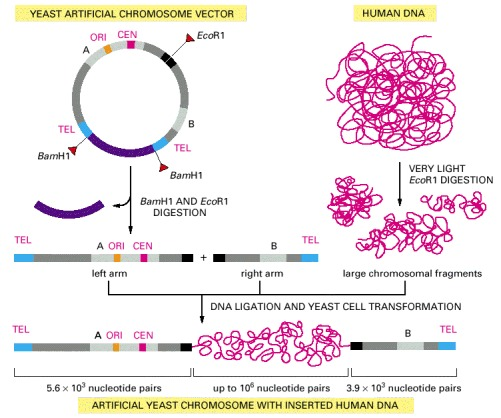 YEAST ARTIFICIAL CHROMOSOME VECTOR
HUMAN DNA
ORI CEN
A
EcoR1
B
TEL
TEL
BamH1
BamH1
VERY LIGHT
EcoR1 DIGESTION
BamH1 AND EcoR1
DIGESTION
TEL
A ORI CEN
+
B
TEL
left arm
right arm
large chromosomal fragments
DNA LIGATION AND YEAST CELL TRANSFORMATION
TEL
A ORI CEN
B
TEL
5.6 × 10³ nucleotide pairs
up to 10⁶ nucleotide pairs
3.9 × 10³ nucleotide pairs
ARTIFICIAL YEAST CHROMOSOME WITH INSERTED HUMAN DNA